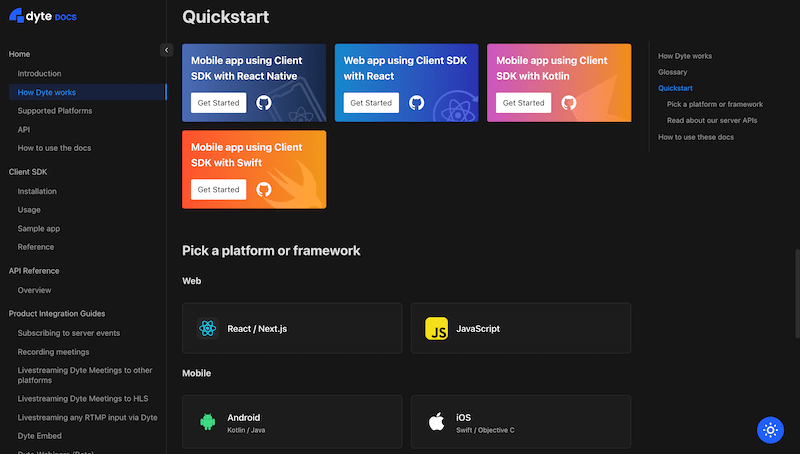 dyte DOCS
Home
Introduction
How Dyte works
Supported Platforms
API
How to use the docs
Client SDK
Installation
Usage
Sample app
Reference
API Reference
Overview
Product Integration Guides
Subscribing to server events
Recording meetings
Livestreaming Dyte Meetings to other
platforms
Livestreaming Dyte Meetings to HLS
Livestreaming any RTMP input via Dyte
Dyte Embed
Dyte Webinars (Beta)
Quickstart
Mobile app using Client
SDK with React Native
Get Started
Web app using Client SDK
with React
Get Started
Mobile app using Client
SDK with Kotlin
Get Started
Mobile app using Client
SDK with Swift
Get Started
Pick a platform or framework
Web
React / Next.js
JS
JavaScript
Mobile
Android
Kotlin / Java
iOS
Swift / Objective C
How Dyte works
Glossary
Quickstart
Pick a platform or framework
Read about our server APIs
How to use these docs